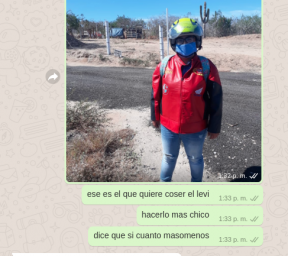 1:32 p. m.
ese es el que quiere coser el levi
1:33 p. m.
hacerlo mas chico
1:33 p. m.
dice que si cuanto masomenos
1:33 p. m.